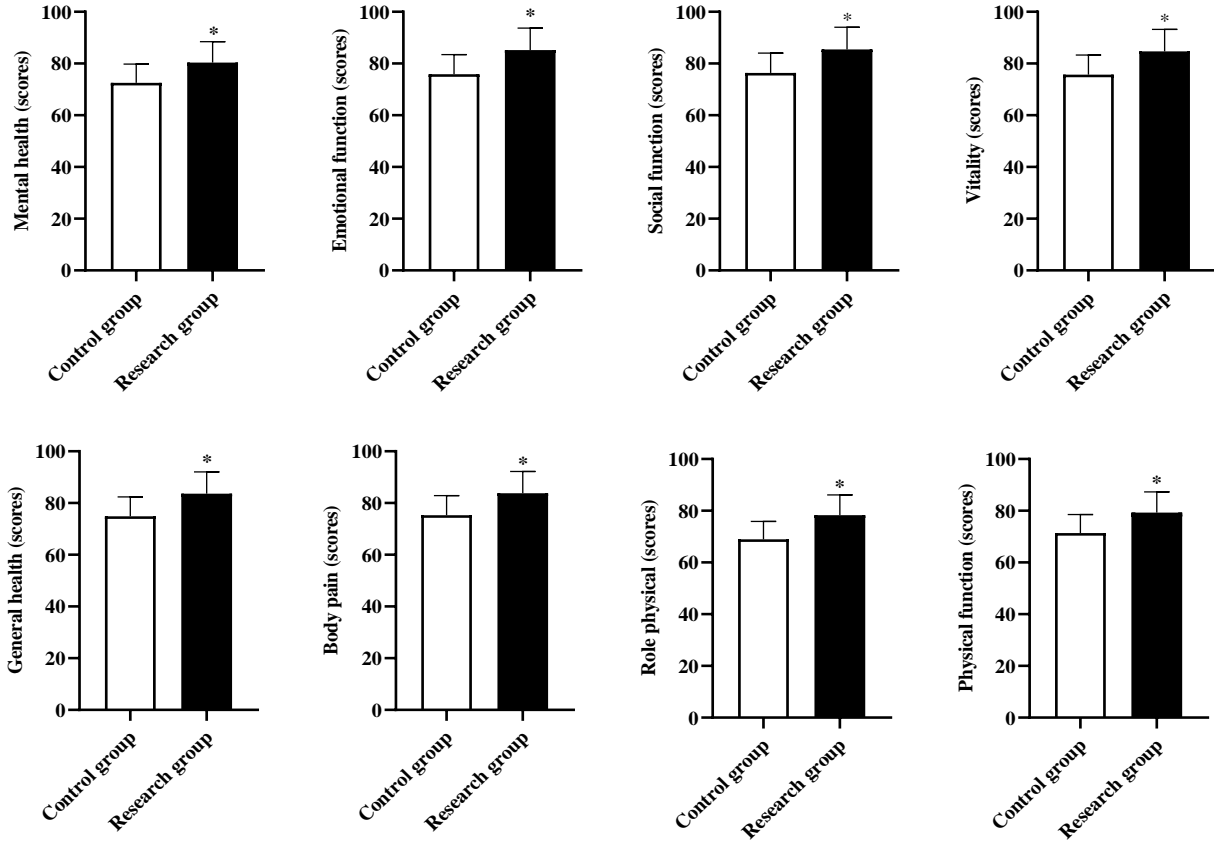 Mental health (scores)
100
80
60
40
20
0
*
Control group
Research group
Emotional function (scores)
100
80
60
40
20
0
*
Control group
Research group
Social function (scores)
100
80
60
40
20
0
*
Control group
Research group
Vitality (scores)
100
80
60
40
20
0
*
Control group
Research group
General health (scores)
100
80
60
40
20
0
*
Control group
Research group
Body pain (scores)
100
80
60
40
20
0
*
Control group
Research group
Role physical (scores)
100
80
60
40
20
0
*
Control group
Research group
Physical function (scores)
100
80
60
40
20
0
*
Control group
Research group